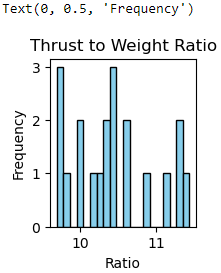 Text(0, 0.5, 'Frequency')
Thrust to Weight Ratio
3
2
1
0
Frequency
10
11
Ratio